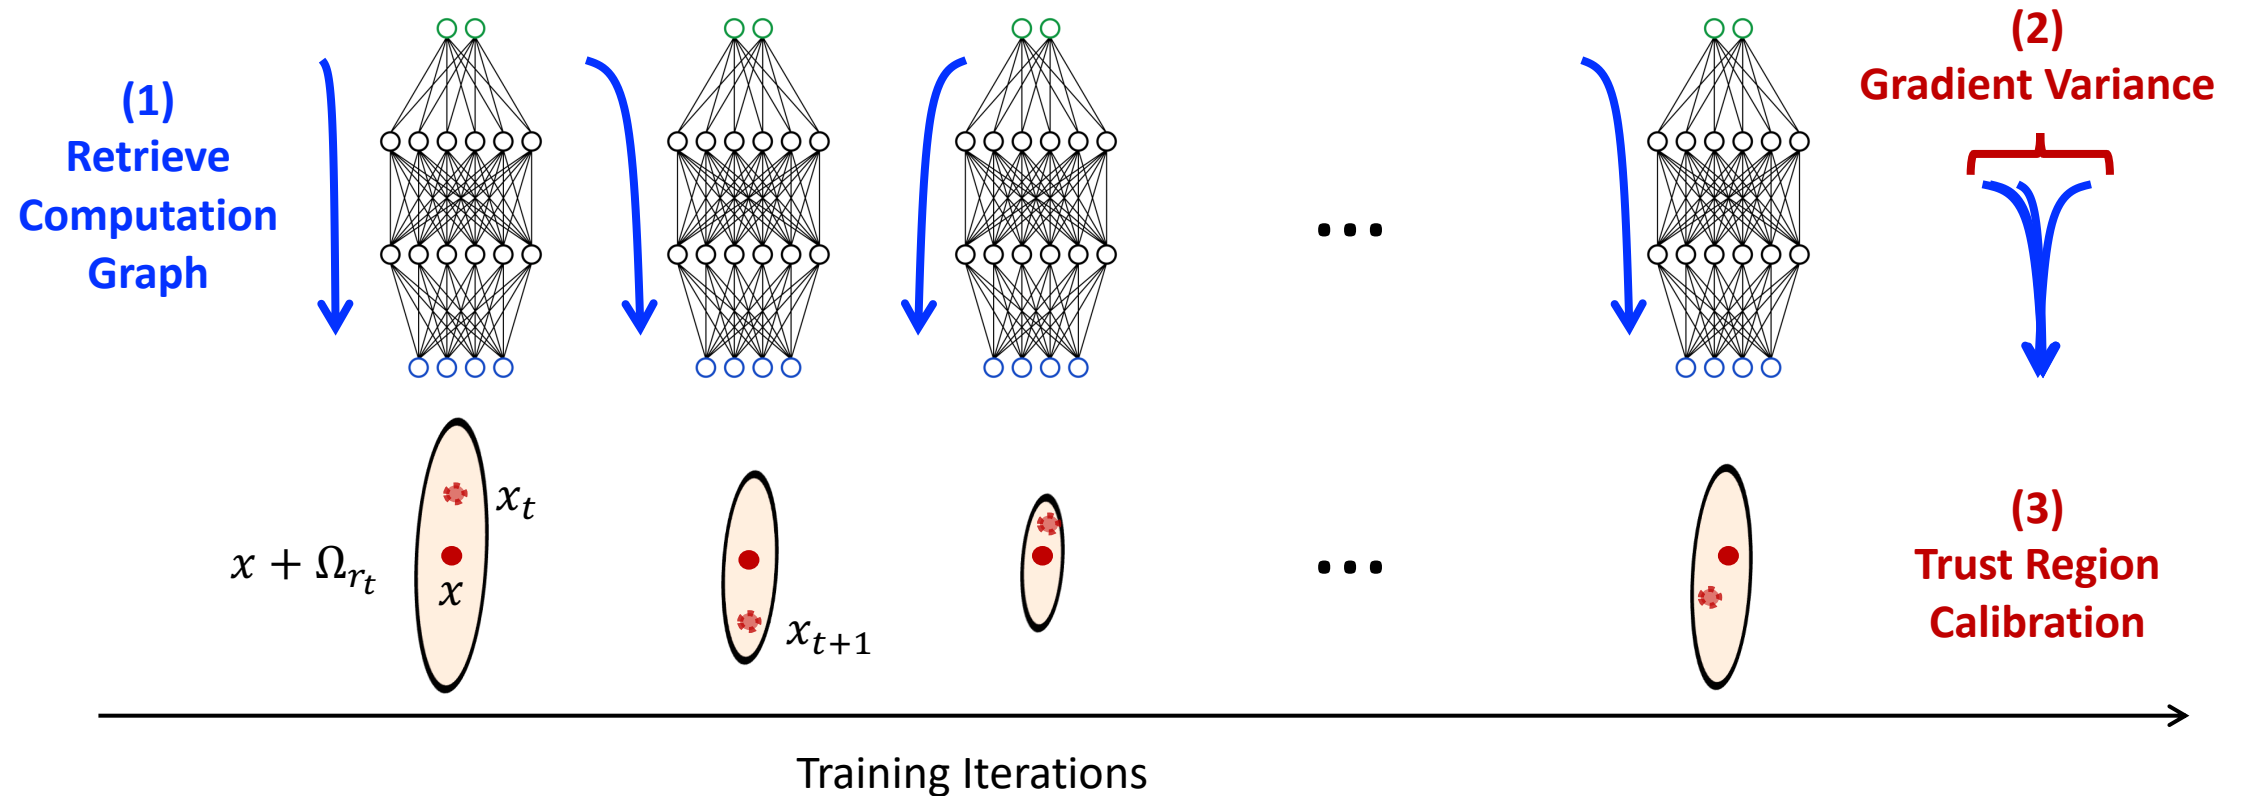 (1)
Retrieve
Computation
Graph
...
(2)
Gradient Variance
x + Ω_{r_t}
x_t
x
x_{t+1}
...
(3)
Trust Region
Calibration
Training Iterations